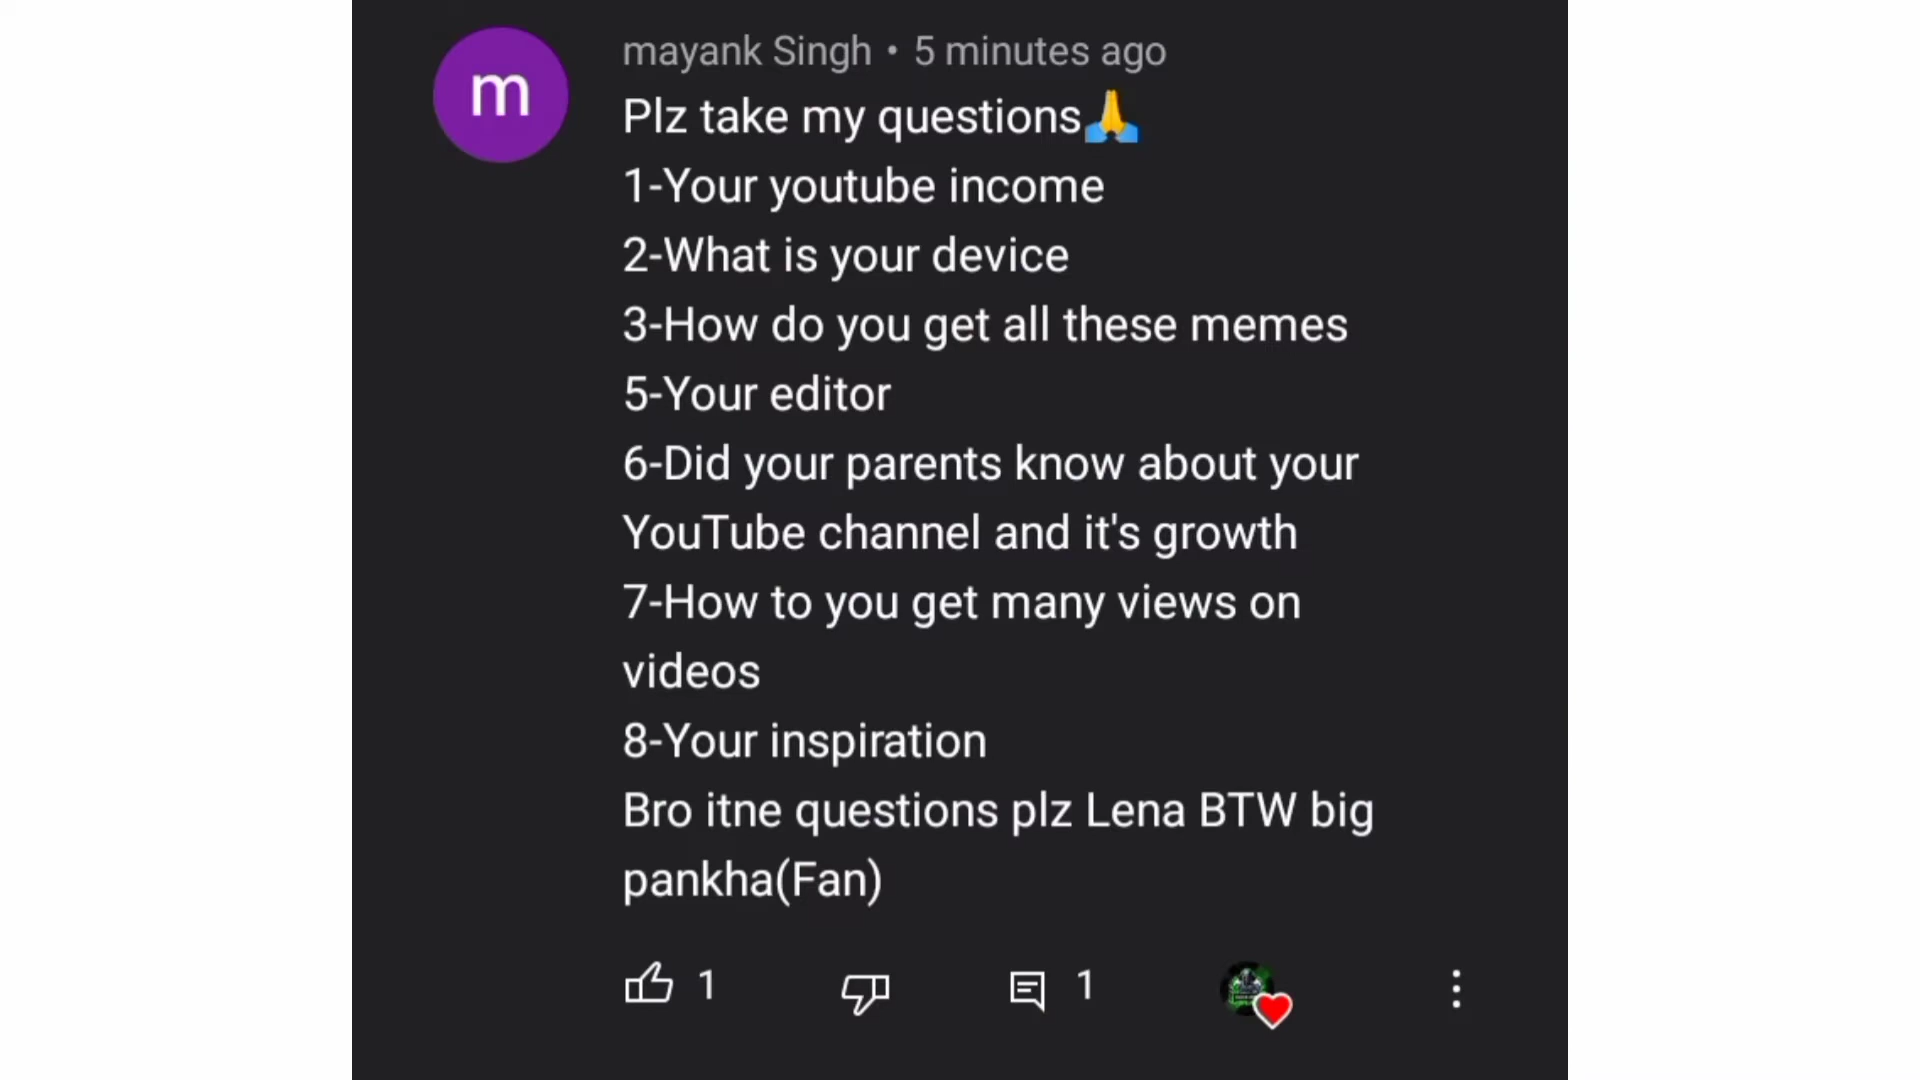 m
mayank Singh • 5 minutes ago
Plz take my questions🙏
1-Your youtube income
2-What is your device
3-How do you get all these memes
5-Your editor
6-Did your parents know about your
YouTube channel and it's growth
7-How to you get many views on
videos
8-Your inspiration
Bro itne questions plz Lena BTW big
pankha(Fan)
1 1